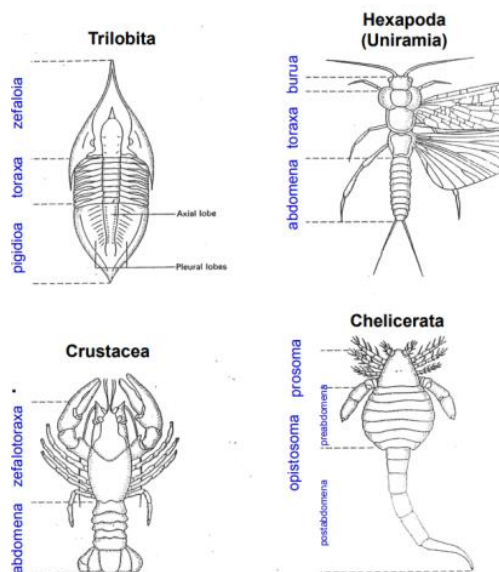 Trilobita
zefaloia
toraxa
pigidioa
Axial lobe
Pleural lobes
Hexapoda
(Uniramia)
burua
toraxa
abdomena
Crustacea
zefalotoraxa
abdomena
Chelicerata
prosoma
opistosoma
preabdomena
postabdomena